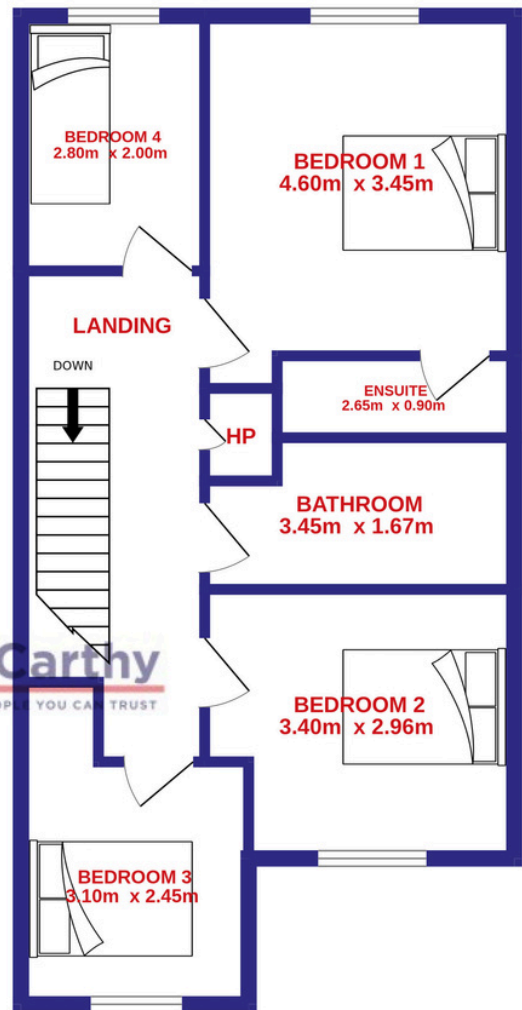 BEDROOM 4
2.80m x 2.00m
BEDROOM 1
4.60m x 3.45m
LANDING
DOWN
ENSUITE
2.65m x 0.90m
HP
BATHROOM
3.45m x 1.67m
Carthy
OPLE YOU CAN TRUST
BEDROOM 2
3.40m x 2.96m
BEDROOM 3
3.10m x 2.45m